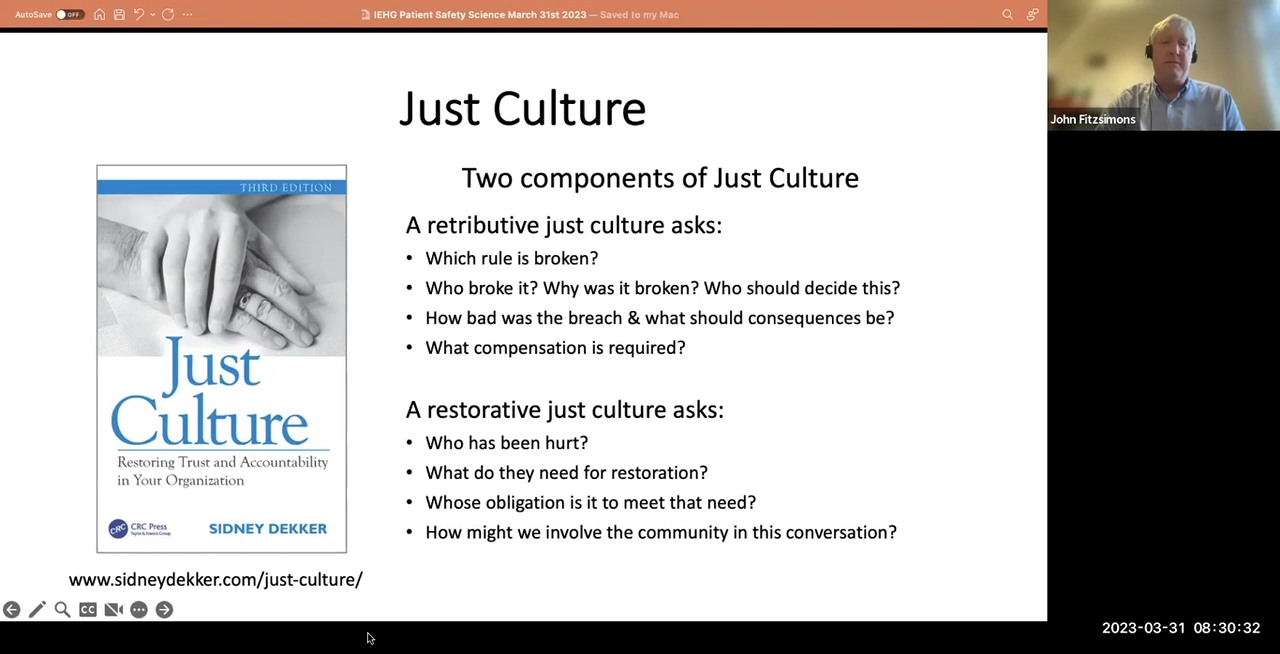 AutoSave OFF
IEHG Patient Safety Science March 31st 2023 — Saved to my Mac
John Fitzsimons
Just Culture
THIRD EDITION
Just
Culture
Restoring Trust and Accountability
in Your Organization
CRC
CRC Press
Taylor & Francis Group
SIDNEY DEKKER
www.sidneydekker.com/just-culture/
Two components of Just Culture
A retributive just culture asks:
• Which rule is broken?
• Who broke it? Why was it broken? Who should decide this?
• How bad was the breach & what should consequences be?
• What compensation is required?
A restorative just culture asks:
• Who has been hurt?
• What do they need for restoration?
• Whose obligation is it to meet that need?
• How might we involve the community in this conversation?
CC
2023-03-31 08:30:32